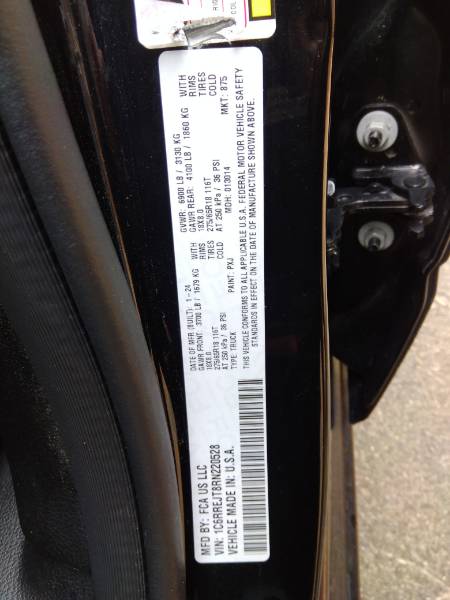 MFD BY: FCA US LLC
VIN: 1C6RREJT8RN220528
VEHICLE MADE IN: U.S.A.
DATE OF MFR (BUILT): 1-24
GAWR FRONT: 3700 LB / 1679 KG WITH
18X8.0 RIMS
275/65R18 116T TIRES
AT 250 kPa / 36 PSI COLD
TYPE: TRUCK
PAINT: PXJ
GVWR: 6900 LB / 3130 KG
GAWR REAR: 4100 LB / 1860 KG WITH
18X8.0 RIMS
275/65R18 116T TIRES
AT 250 kPa / 36 PSI COLD
MDH: 013014
MKT: 875
THIS VEHICLE CONFORMS TO ALL APPLICABLE U.S.A. FEDERAL MOTOR VEHICLE SAFETY
STANDARDS IN EFFECT ON THE DATE OF MANUFACTURE SHOWN ABOVE.